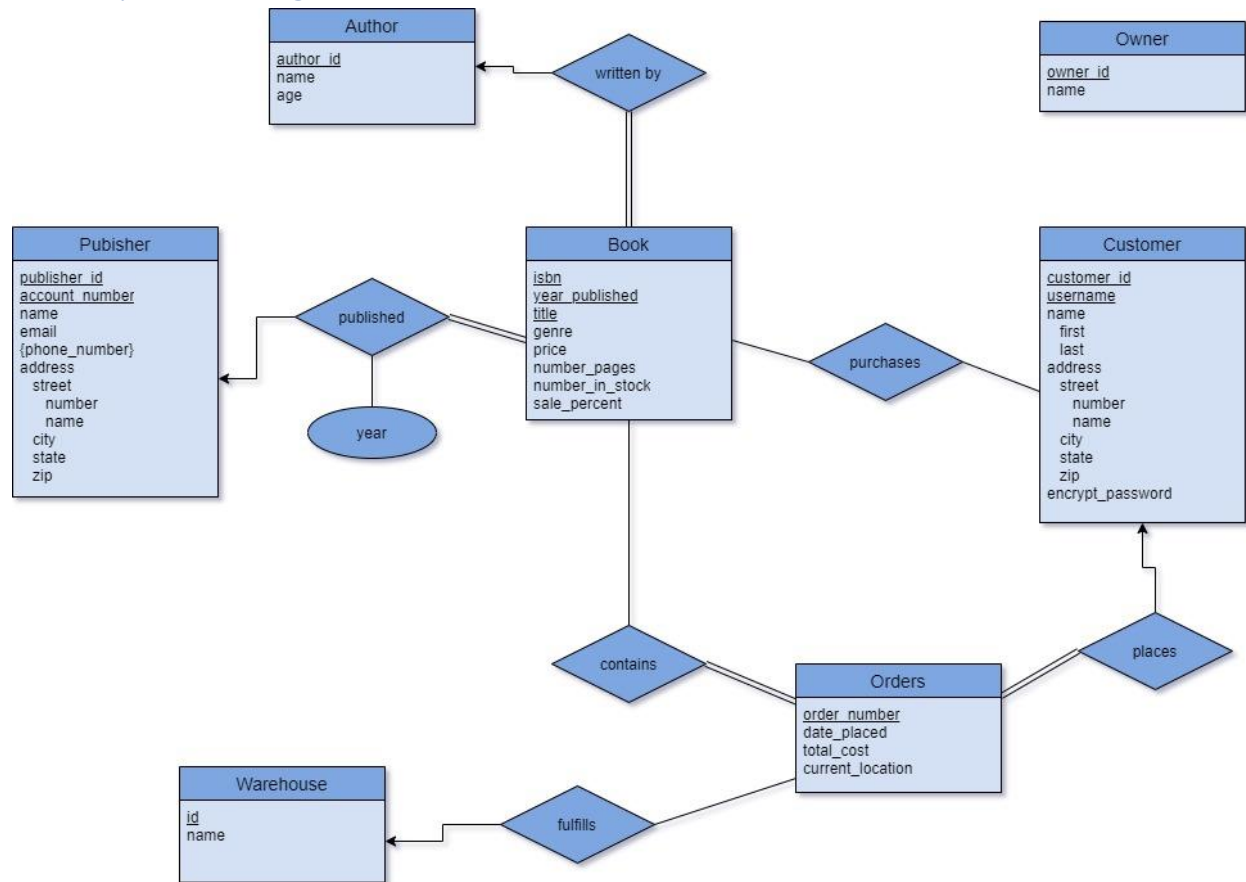 Author
author_id
name
age
written by
Owner
owner_id
name
Pubisher
publisher_id
account_number
name
email
{phone_number}
address
street
number
name
city
state
zip
published
year
Book
isbn
year_published
title
genre
price
number_pages
number_in_stock
sale_percent
purchases
Customer
customer_id
username
name
first
last
address
street
number
name
city
state
zip
encrypt_password
contains
Orders
order_number
date_placed
total_cost
current_location
places
Warehouse
id
name
fulfills